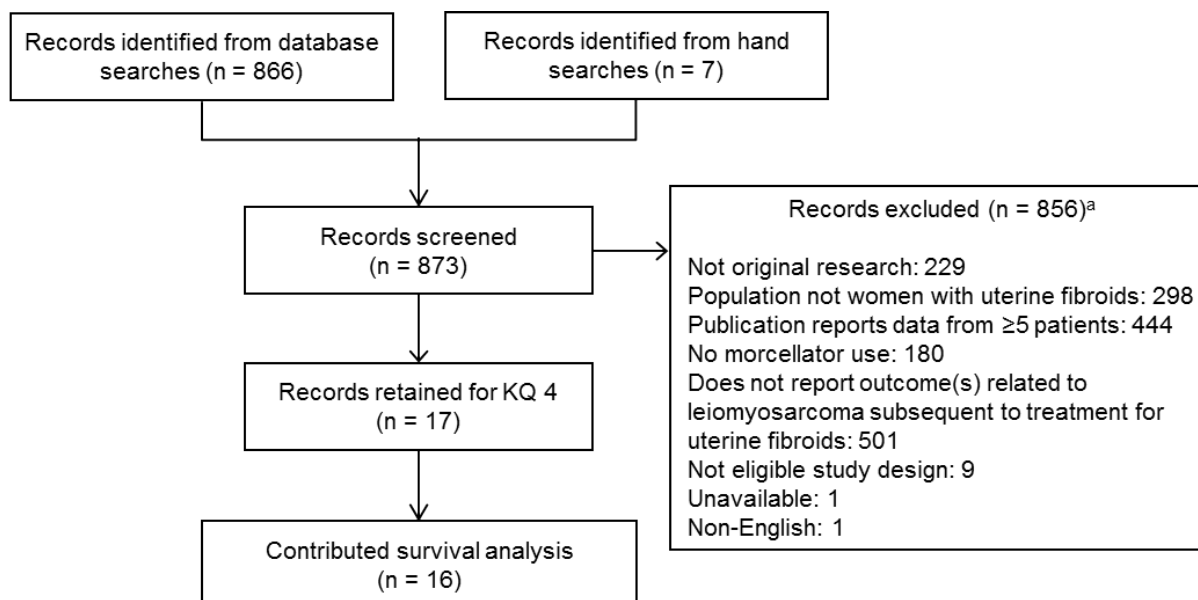 Records identified from database
searches (n = 866)
Records identified from hand
searches (n = 7)
Records screened
(n = 873)
Records excluded (n = 856)a
Not original research: 229
Population not women with uterine fibroids: 298
Publication reports data from ≥5 patients: 444
No morcellator use: 180
Does not report outcome(s) related to
leiomyosarcoma subsequent to treatment for
uterine fibroids: 501
Not eligible study design: 9
Unavailable: 1
Non-English: 1
Records retained for KQ 4
(n = 17)
Contributed survival analysis
(n = 16)